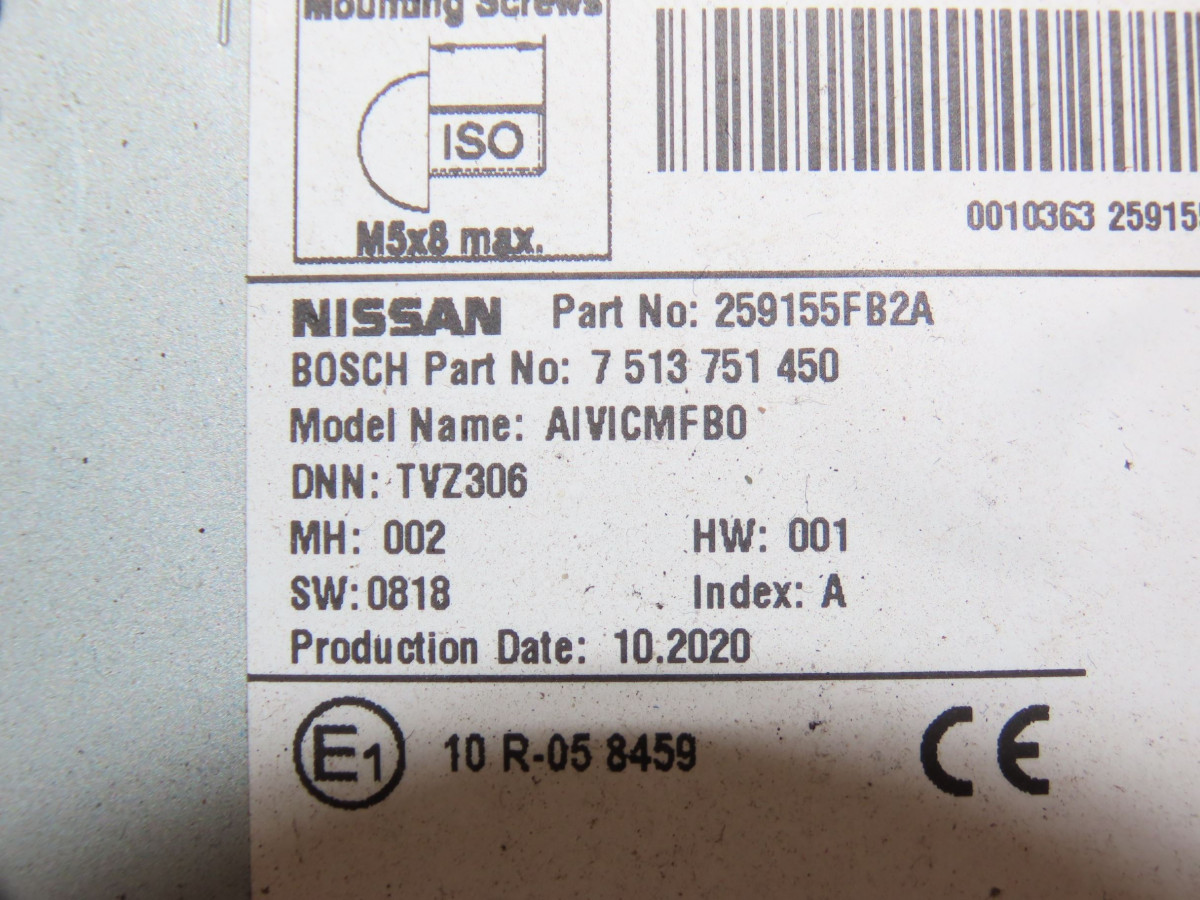 Mounting Screws
ISO
M5x8 max.
0010363 25915
NISSAN Part No: 259155FB2A
BOSCH Part No: 7 513 751 450
Model Name: AIVICMFB0
DNN: TVZ306
MH: 002 HW: 001
SW: 0818 Index: A
Production Date: 10.2020
E1 10 R-05 8459 CE